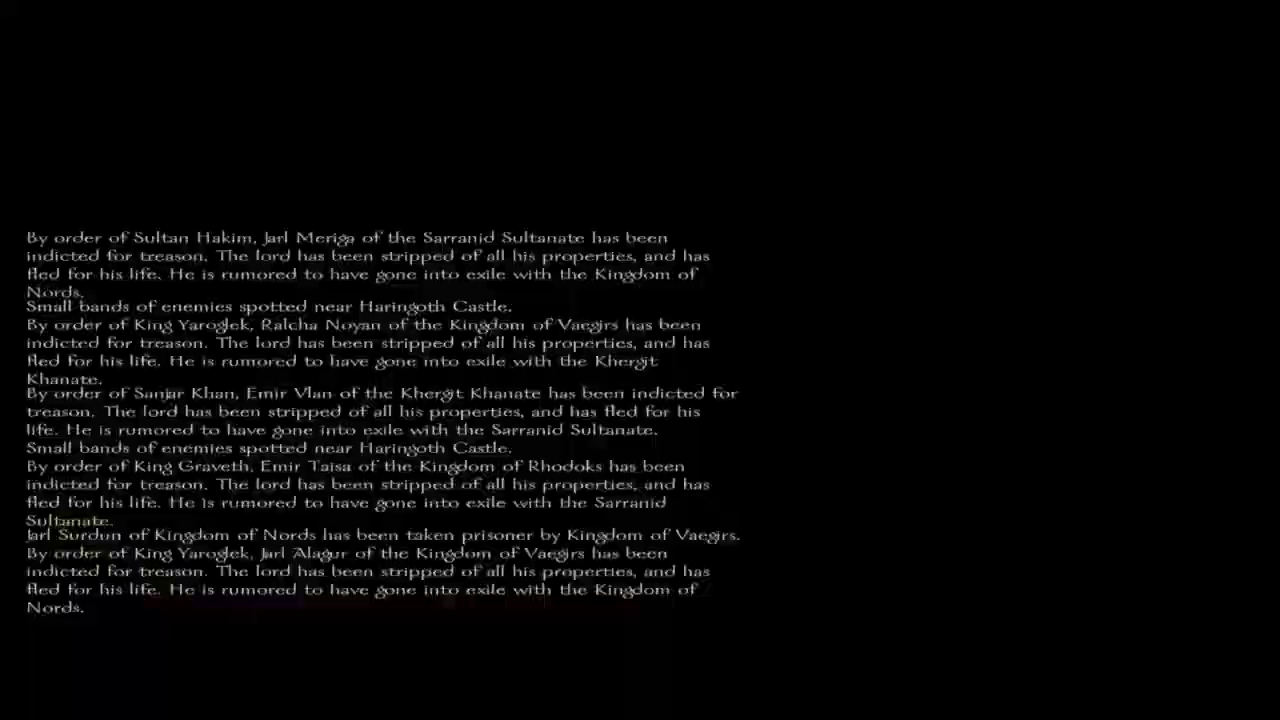 By order of Sultan Hakim, Jarl Meriga of the Sarranid Sultanate has been
indicted for treason. The lord has been stripped of all his properties, and has
fled for his life. He is rumored to have gone into exile with the Kingdom of
Nords.
Small bands of enemies spotted near Haringoth Castle.
By order of King Yaroglek, Ralcha Noyan of the Kingdom of Vaegirs has been
indicted for treason. The lord has been stripped of all his properties, and has
fled for his life. He is rumored to have gone into exile with the Khergit
Khanate.
By order of Sanjar Khan, Emir Vlan of the Khergit Khanate has been indicted for
treason. The lord has been stripped of all his properties, and has fled for his
life. He is rumored to have gone into exile with the Sarranid Sultanate.
Small bands of enemies spotted near Haringoth Castle.
By order of King Graveth, Emir Taisa of the Kingdom of Rhodoks has been
indicted for treason. The lord has been stripped of all his properties, and has
fled for his life. He is rumored to have gone into exile with the Sarranid
Sultanate.
Jarl Surdun of Kingdom of Nords has been taken prisoner by Kingdom of Vaegirs.
By order of King Yaroglek, Jarl Alagur of the Kingdom of Vaegirs has been
indicted for treason. The lord has been stripped of all his properties, and has
fled for his life. He is rumored to have gone into exile with the Kingdom of
Nords.